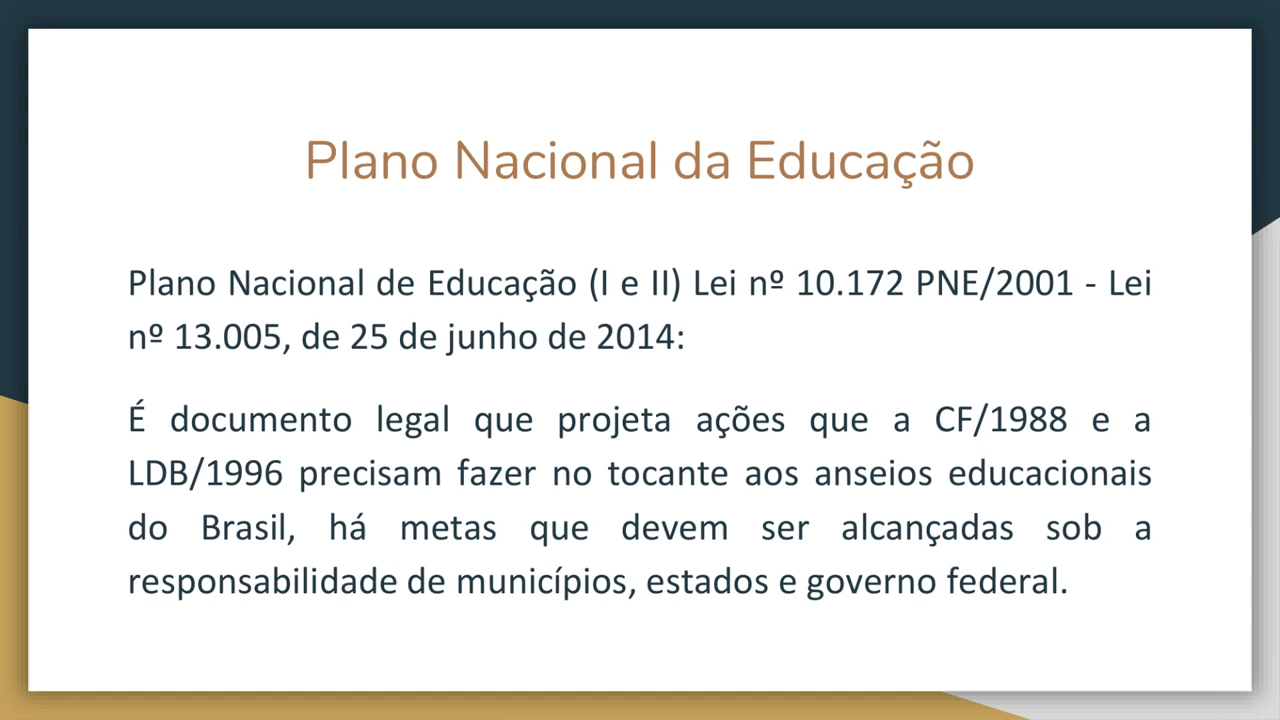 Plano Nacional da Educação
Plano Nacional de Educação (I e II) Lei nº 10.172 PNE/2001 - Lei
nº 13.005, de 25 de junho de 2014:
É documento legal que projeta ações que a CF/1988 e a
LDB/1996 precisam fazer no tocante aos anseios educacionais
do Brasil, há metas que devem ser alcançadas sob a
responsabilidade de municípios, estados e governo federal.